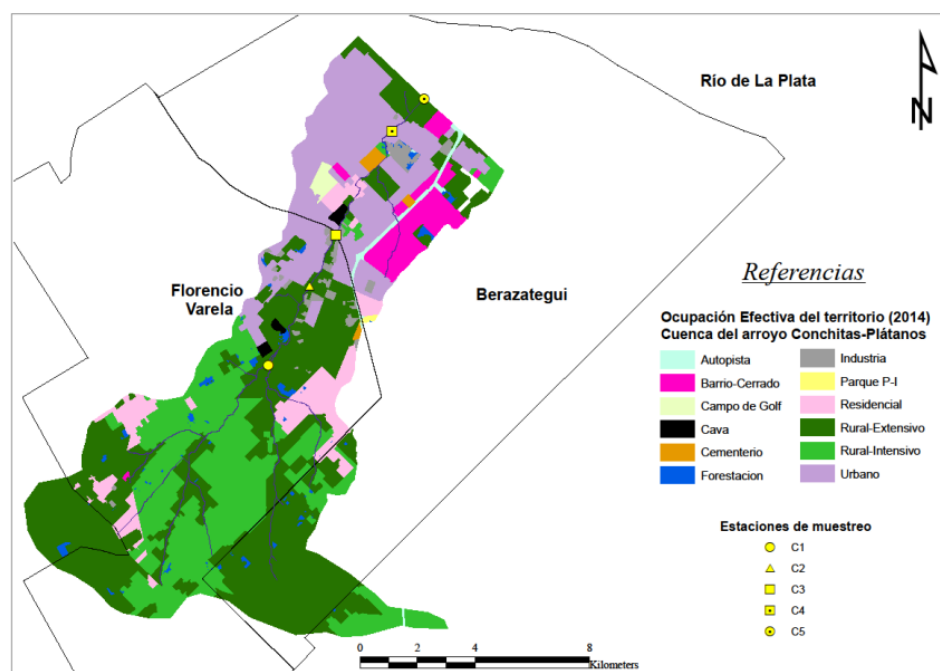 Río de La Plata
N
Florencio
Varela
Berazategui
Referencias
Ocupación Efectiva del territorio (2014)
Cuenca del arroyo Conchitas-Plátanos
Autopista
Barrio-Cerrado
Campo de Golf
Cava
Cementerio
Forestacion
Industria
Parque P-I
Residencial
Rural-Extensivo
Rural-Intensivo
Urbano
Estaciones de muestreo
C1
C2
C3
C4
C5
0 2 4 8
Kilometers